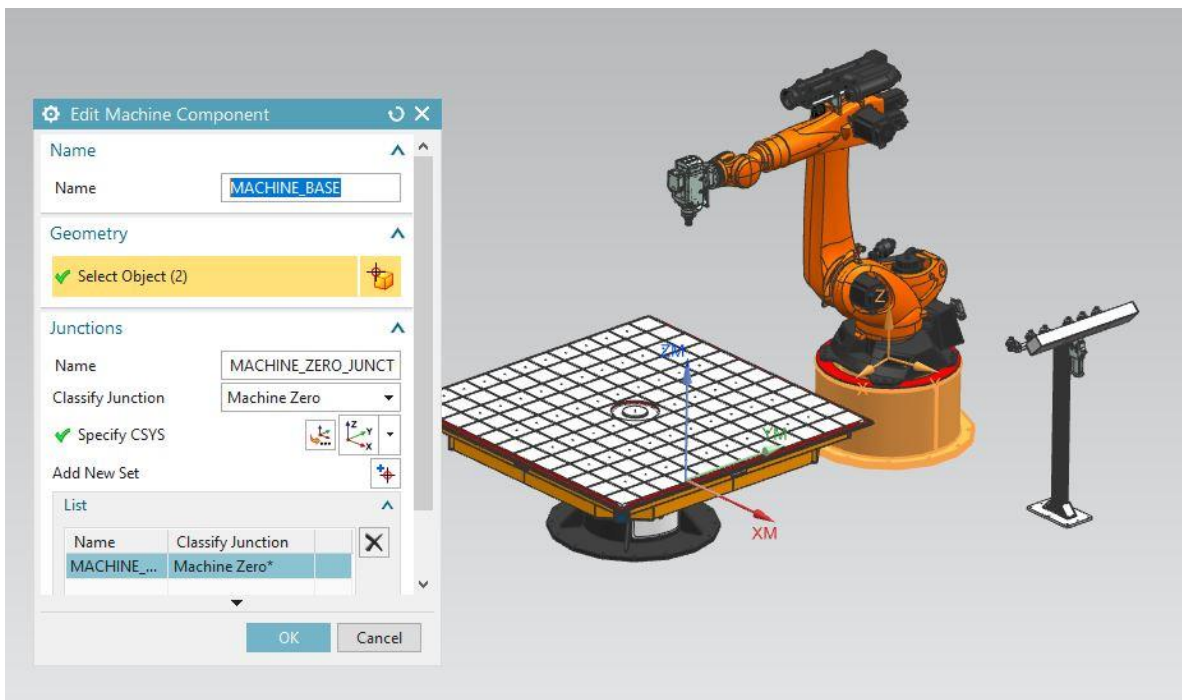 Edit Machine Component
Name
Name MACHINE_BASE
Geometry
Select Object (2)
Junctions
Name MACHINE_ZERO_JUNCT
Classify Junction Machine Zero
Specify CSYS Z Y X
Add New Set
List
Name Classify Junction
MACHINE_... Machine Zero*
OK Cancel
Z
X Y
ZM
YM
XM